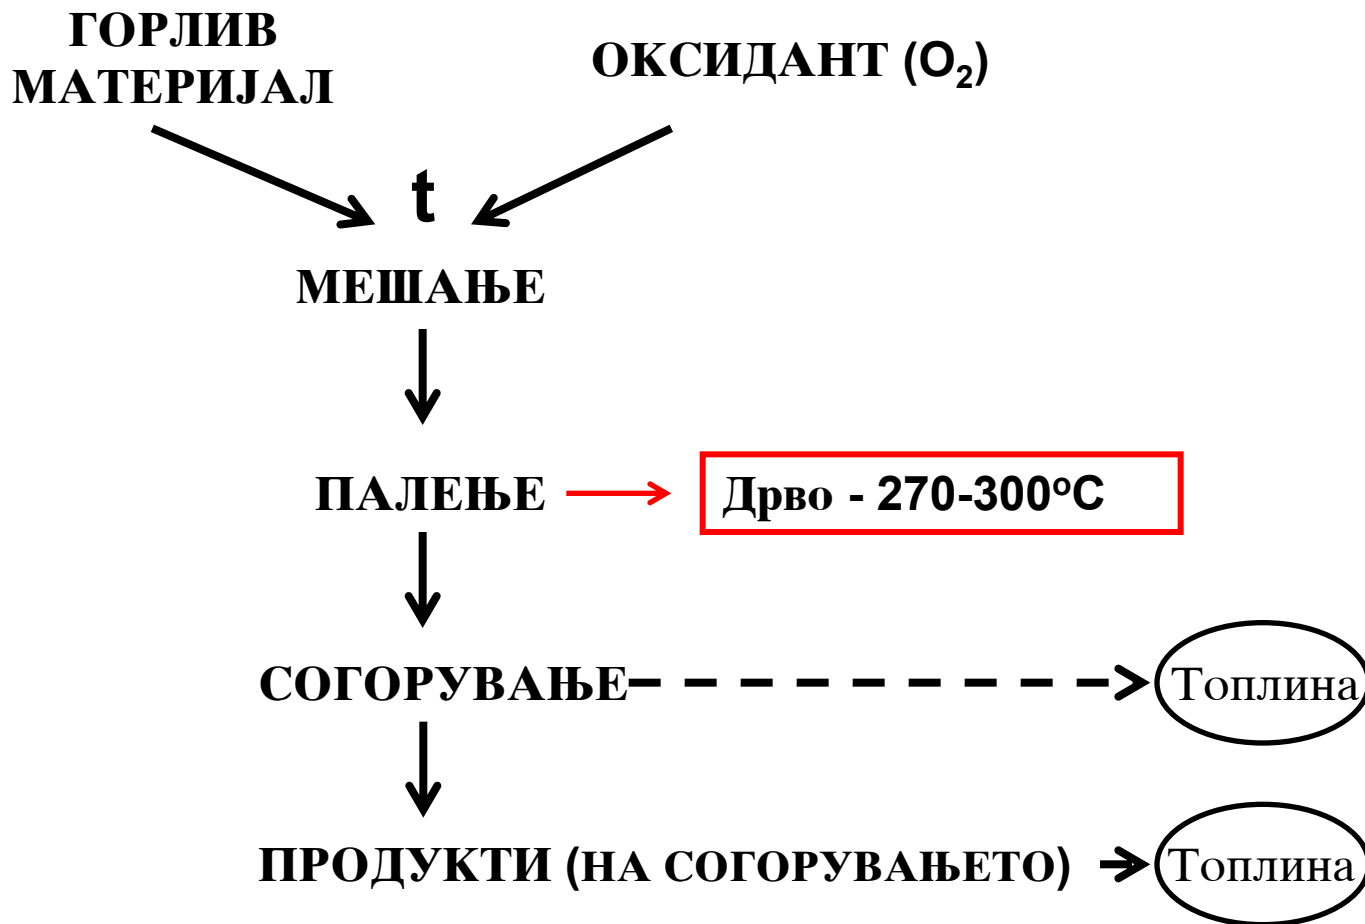 ГОРЛИВ
МАТЕРИЈАЛ
ОКСИДАНТ (O₂)
t
МЕШАЊЕ
ПАЛЕЊЕ
Дрво - 270-300ºC
СОГОРУВАЊЕ
Топлина
ПРОДУКТИ (НА СОГОРУВАЊЕТО)
Топлина